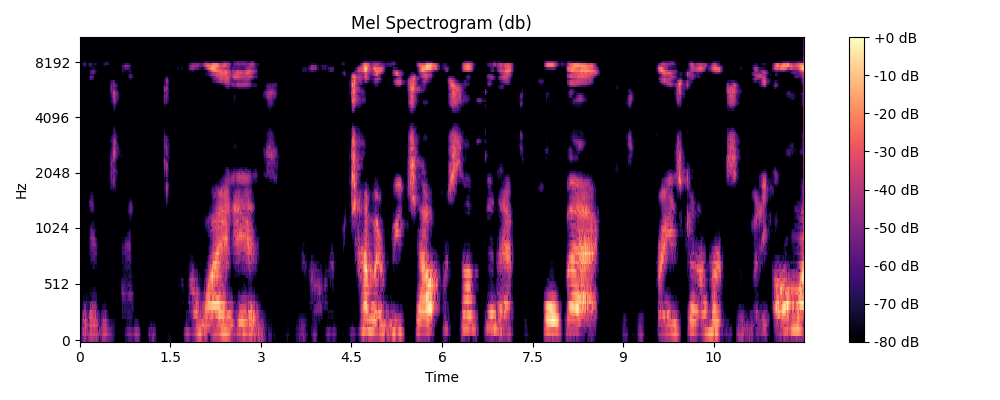 Mel Spectrogram (db)
8192
4096
2048
1024
512
0
Hz
0 1.5 3 4.5 6 7.5 9 10
Time
+0 dB
-10 dB
-20 dB
-30 dB
-40 dB
-50 dB
-60 dB
-70 dB
-80 dB